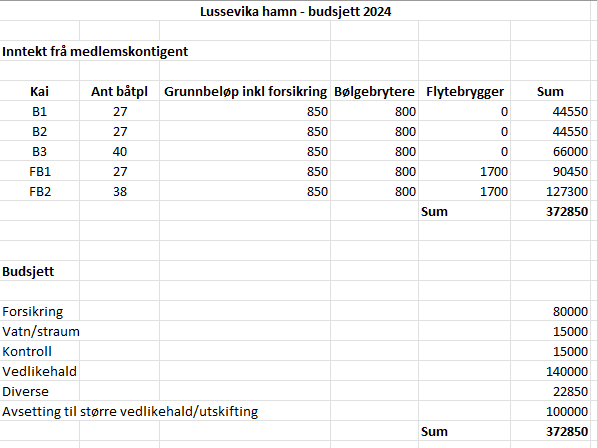 Lussevika hamn - budsjett 2024
Inntekt frå medlemskontigent
Kai Ant båtpl Grunnbeløp inkl forsikring Bølgebrytere Flytebrygger Sum
B1 27 850 800 0 44550
B2 27 850 800 0 44550
B3 40 850 800 0 66000
FB1 27 850 800 1700 90450
FB2 38 850 800 1700 127300
Sum 372850
Budsjett
Forsikring 80000
Vatn/straum 15000
Kontroll 15000
Vedlikehald 140000
Diverse 22850
Avsetting til større vedlikehald/utskifting 100000
Sum 372850